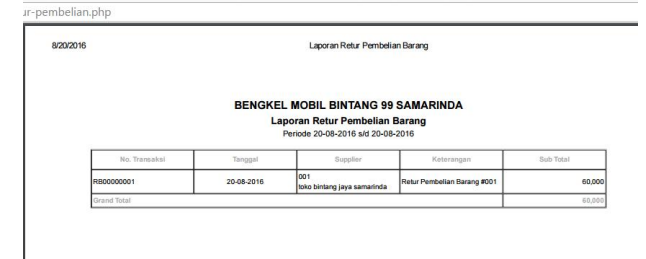 ur-pembelian.php
8/20/2016 Laporan Retur Pembelian Barang
BENGKEL MOBIL BINTANG 99 SAMARINDA
Laporan Retur Pembelian Barang
Periode 20-08-2016 s/d 20-08-2016
No. Transaksi Tanggal Supplier Keterangan Sub Total
RB00000001 20-08-2016 001 toko bintang jaya samarinda Retur Pembelian Barang #001 60,000
Grand Total 60,000